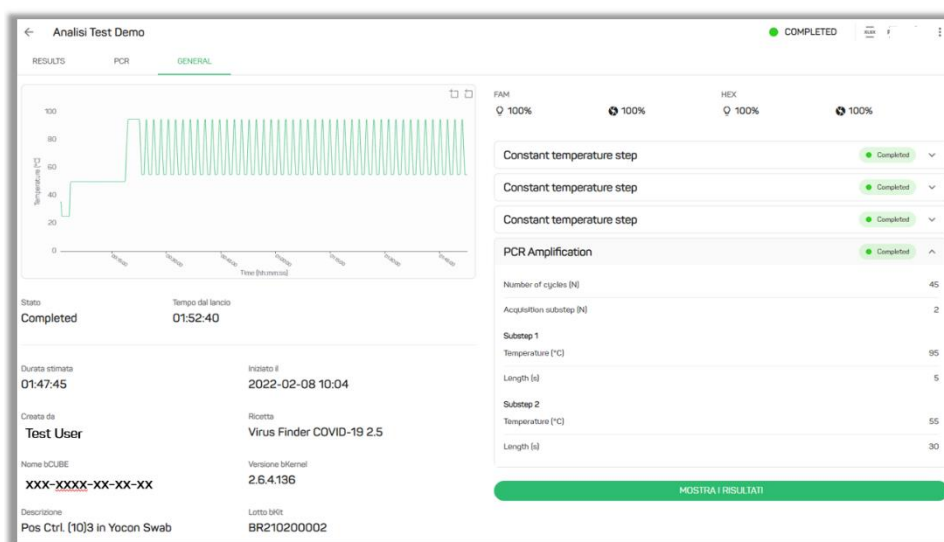 Analisi Test Demo
COMPLETED
RESULTS PCR GENERAL
100
80
60
40
20
0
Temperature [°C]
Time [hh:mm:ss]
Stato
Completed
Tempo dal lancio
01:52:40
Durata stimata
01:47:45
Iniziato il
2022-02-08 10:04
Creata da
Test User
Ricetta
Virus Finder COVID-19 2.5
Nome bCUBE
XXX-XXXX-XX-XX-XX
Versione bKernel
2.6.4.136
Descrizione
Pos Ctrl. (10)3 in Yocon Swab
Lotto bKit
BR210200002
FAM
100% 100%
HEX
100% 100%
Constant temperature step Completed
Constant temperature step Completed
Constant temperature step Completed
PCR Amplification Completed
Number of cycles (N) 45
Acquisition substep (N) 2
Substep 1
Temperature (°C) 95
Length (s) 5
Substep 2
Temperature (°C) 55
Length (s) 30
MOSTRA I RISULTATI